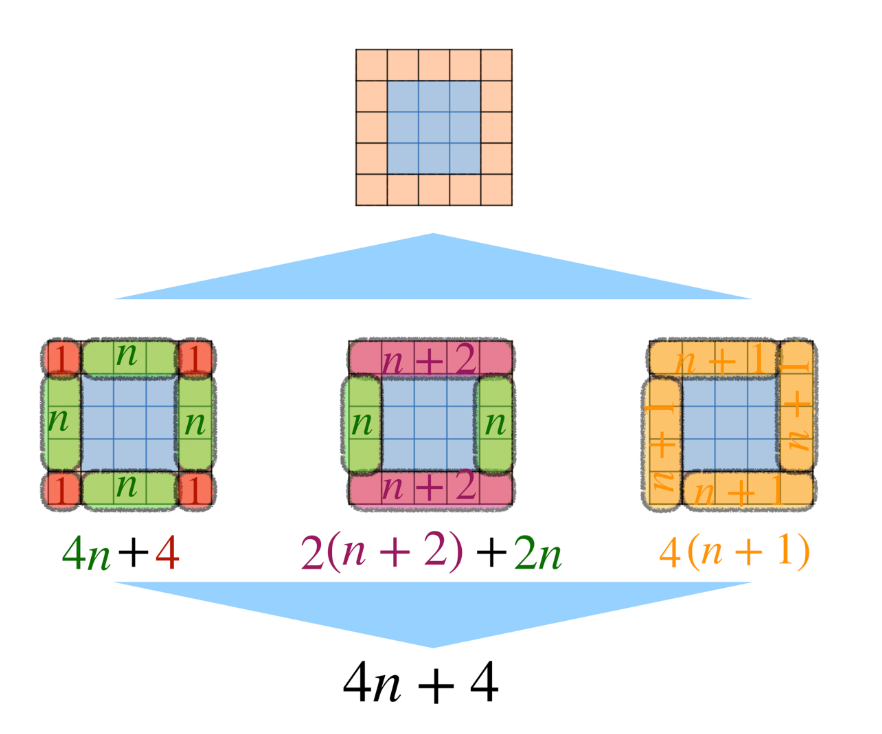 1 n 1 n + 2 n + 1 n + 1
n n n n n + 1
1 n 1 n + 2 n + 1
4n + 4 2(n + 2) + 2n 4(n + 1)
4n + 4